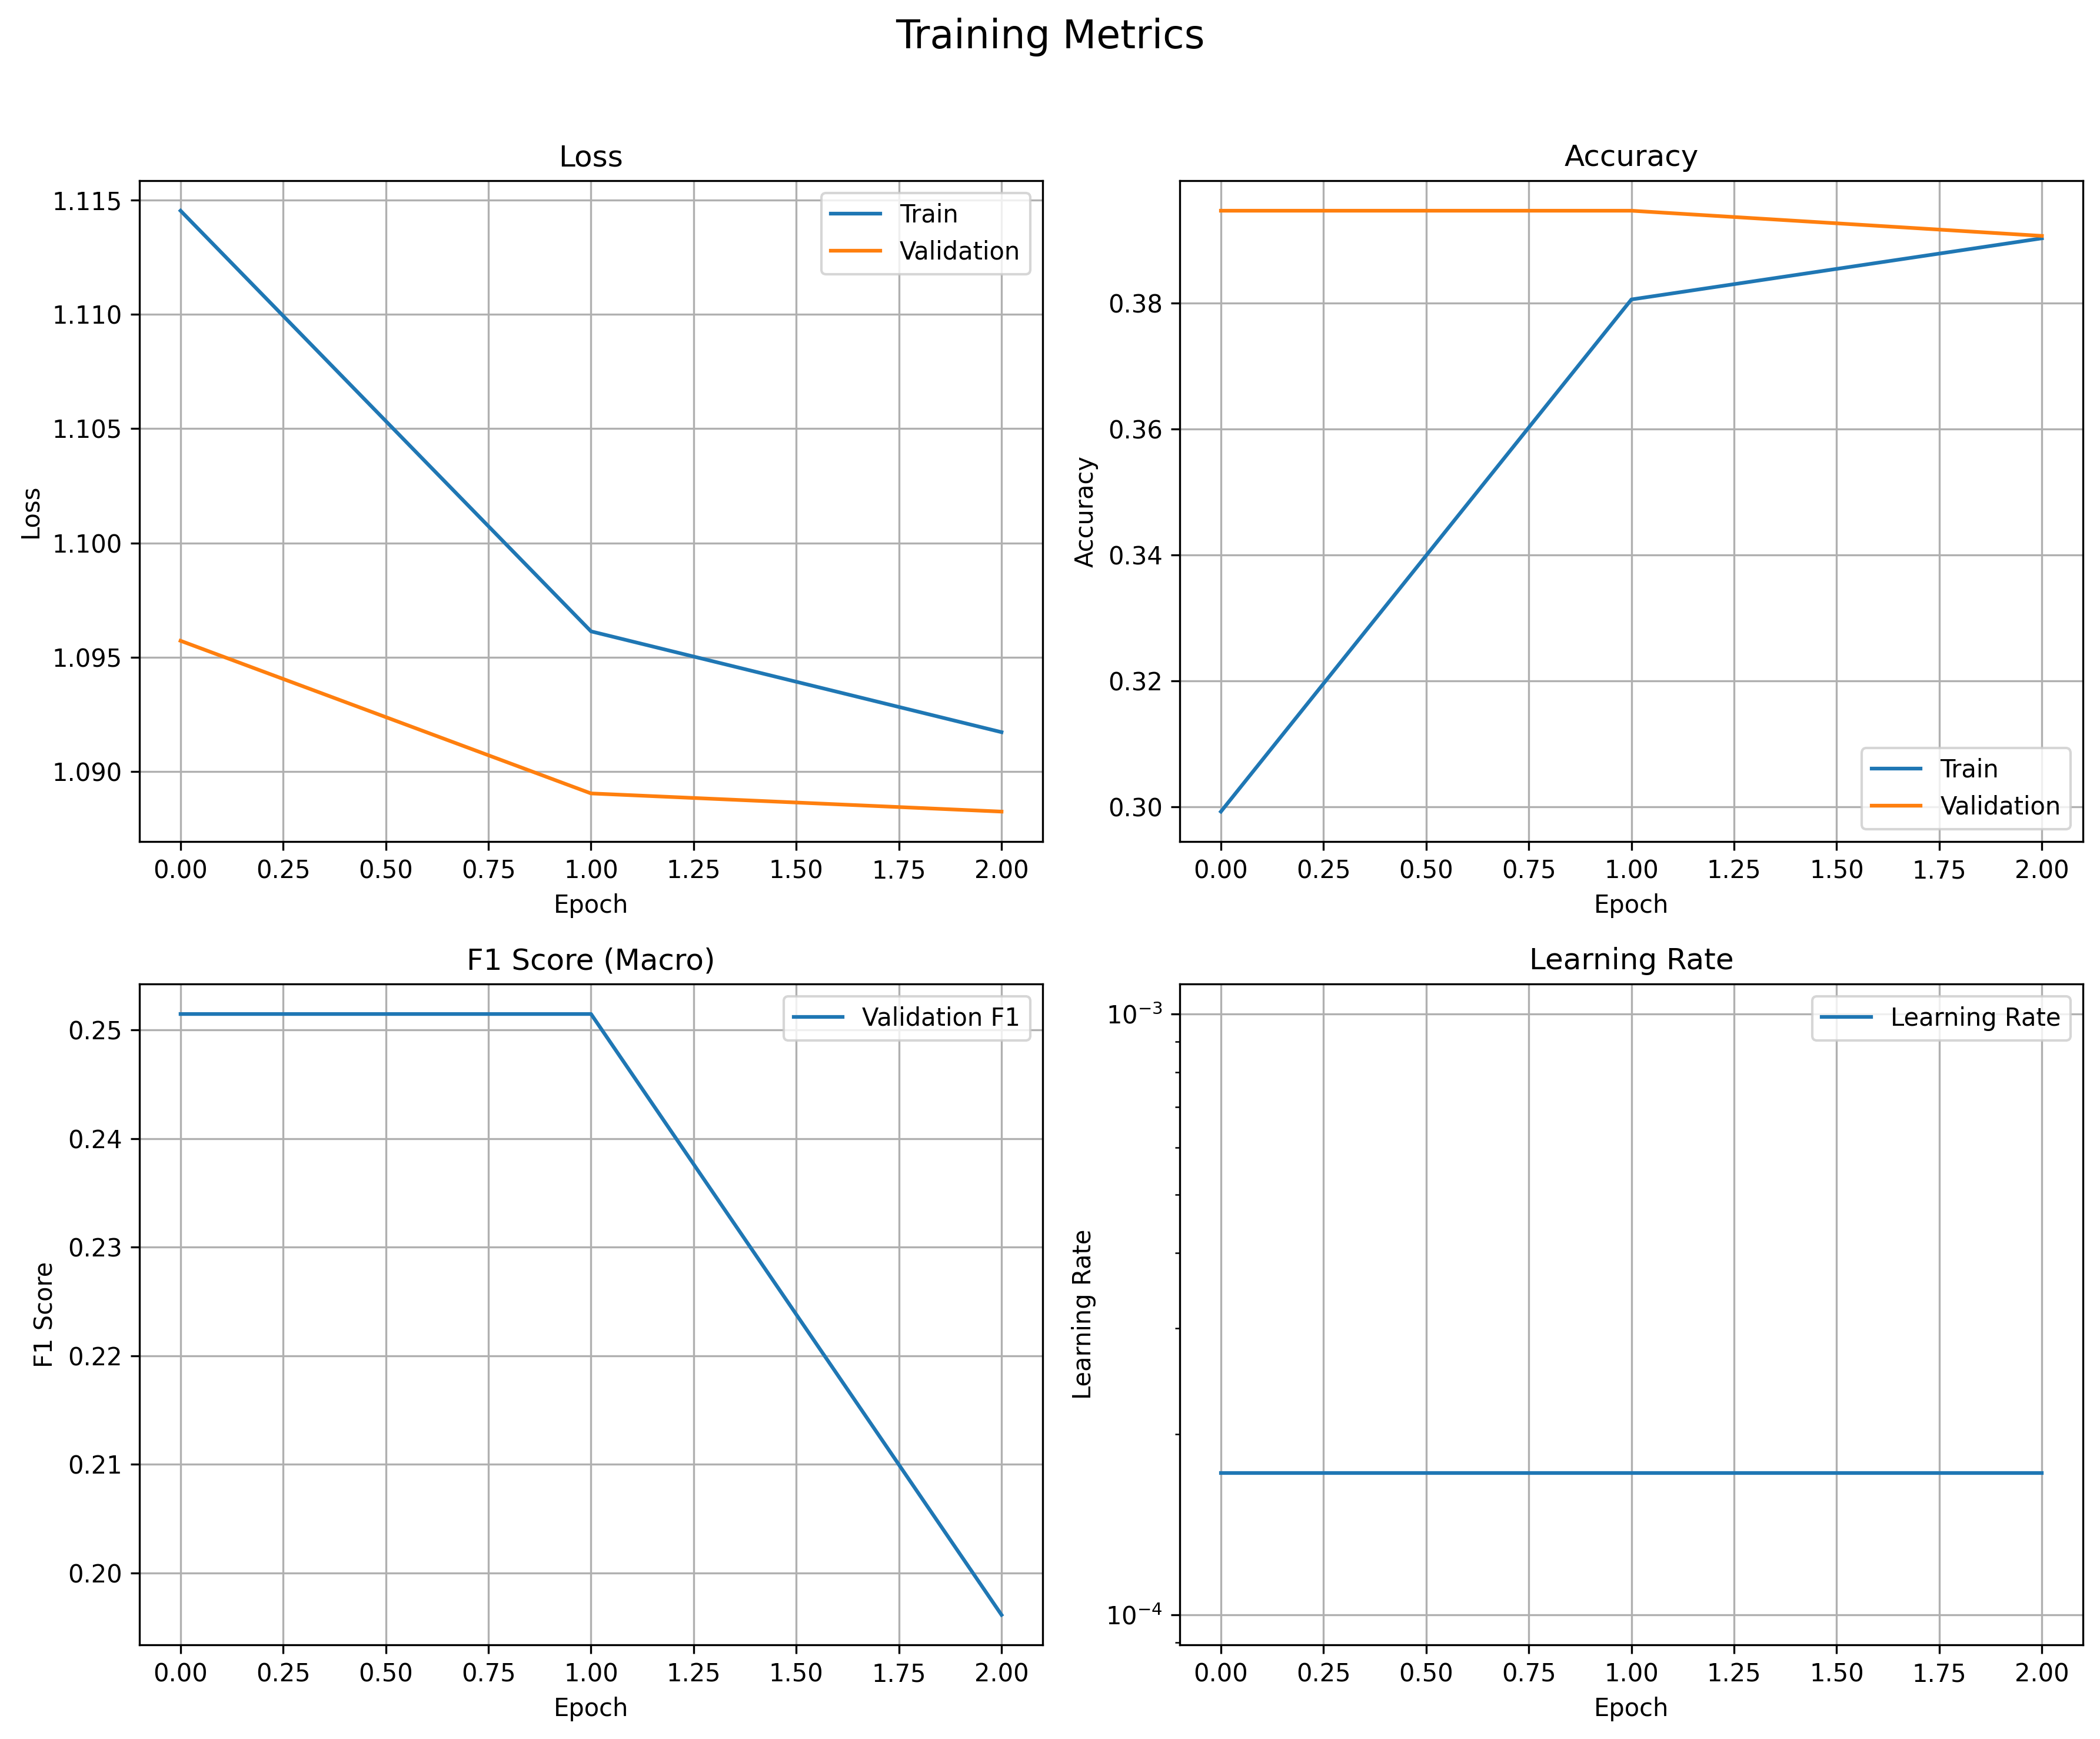 Training Metrics
Loss
1.115
1.110
1.105
1.100
1.095
1.090
Loss
Train
Validation
0.00 0.25 0.50 0.75 1.00 1.25 1.50 1.75 2.00
Epoch
Accuracy
0.38
0.36
0.34
0.32
0.30
Accuracy
Train
Validation
0.00 0.25 0.50 0.75 1.00 1.25 1.50 1.75 2.00
Epoch
F1 Score (Macro)
0.25
0.24
0.23
0.22
0.21
0.20
F1 Score
Validation F1
0.00 0.25 0.50 0.75 1.00 1.25 1.50 1.75 2.00
Epoch
Learning Rate
10⁻³
10⁻⁴
Learning Rate
Learning Rate
0.00 0.25 0.50 0.75 1.00 1.25 1.50 1.75 2.00
Epoch